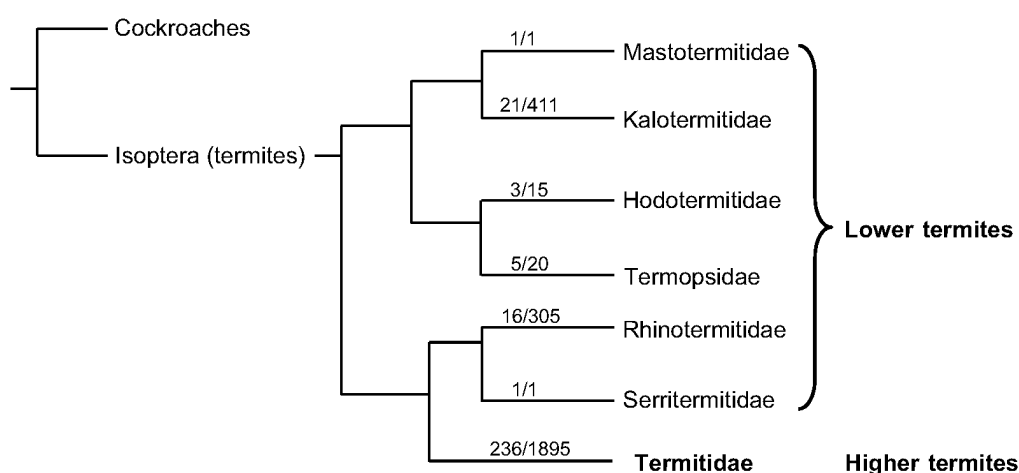 Cockroaches
Isoptera (termites)
1/1
Mastotermitidae
21/411
Kalotermitidae
3/15
Hodotermitidae
Lower termites
5/20
Termopsidae
16/305
Rhinotermitidae
1/1
Serritermitidae
236/1895
Termitidae
Higher termites